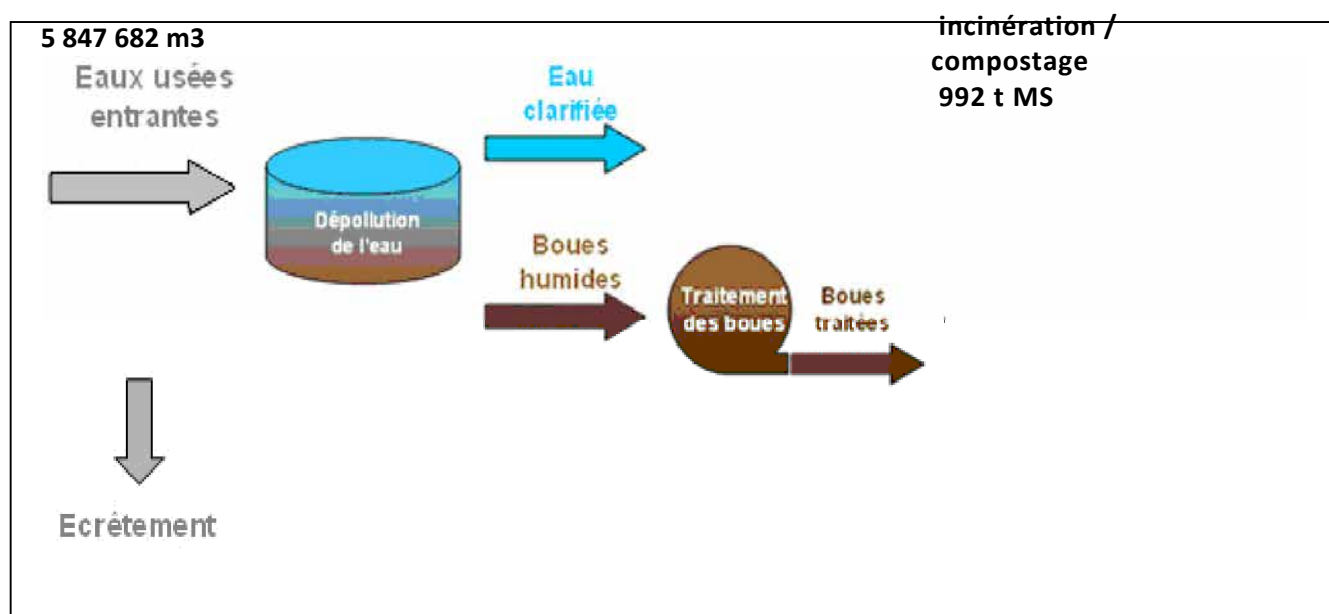 5 847 682 m3
Eaux usées
entrantes
Ecrêtement
Dépollution
de l'eau
Eau
clarifiée
Boues
humides
Traitement
des boues
Boues
traitées
incinération /
compostage
992 t MS